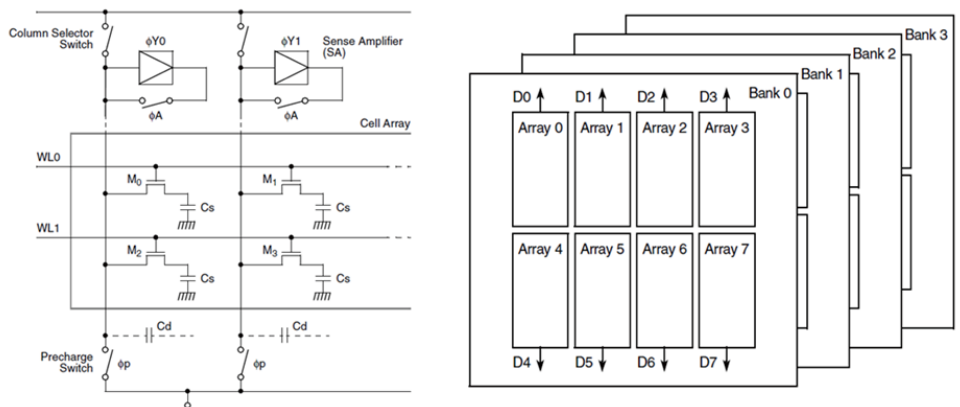 Column Selector
Switch
φY0
φY1
Sense Amplifier
(SA)
φA
φA
Cell Array
WL0
M0
M1
Cs
Cs
WL1
M2
M3
Cs
Cs
Cd
Cd
Precharge
Switch
φp
φp
Bank 3
Bank 2
Bank 1
Bank 0
D0
D1
D2
D3
Array 0
Array 1
Array 2
Array 3
Array 4
Array 5
Array 6
Array 7
D4
D5
D6
D7